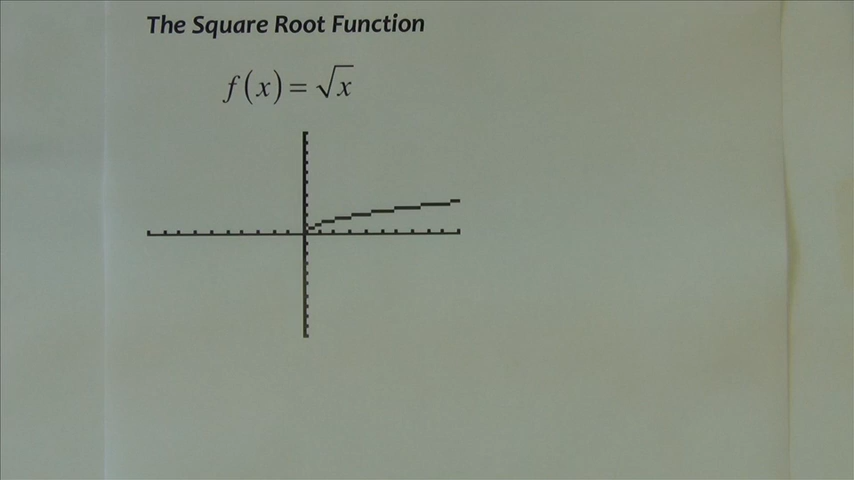 The Square Root Function
f(x) = √x